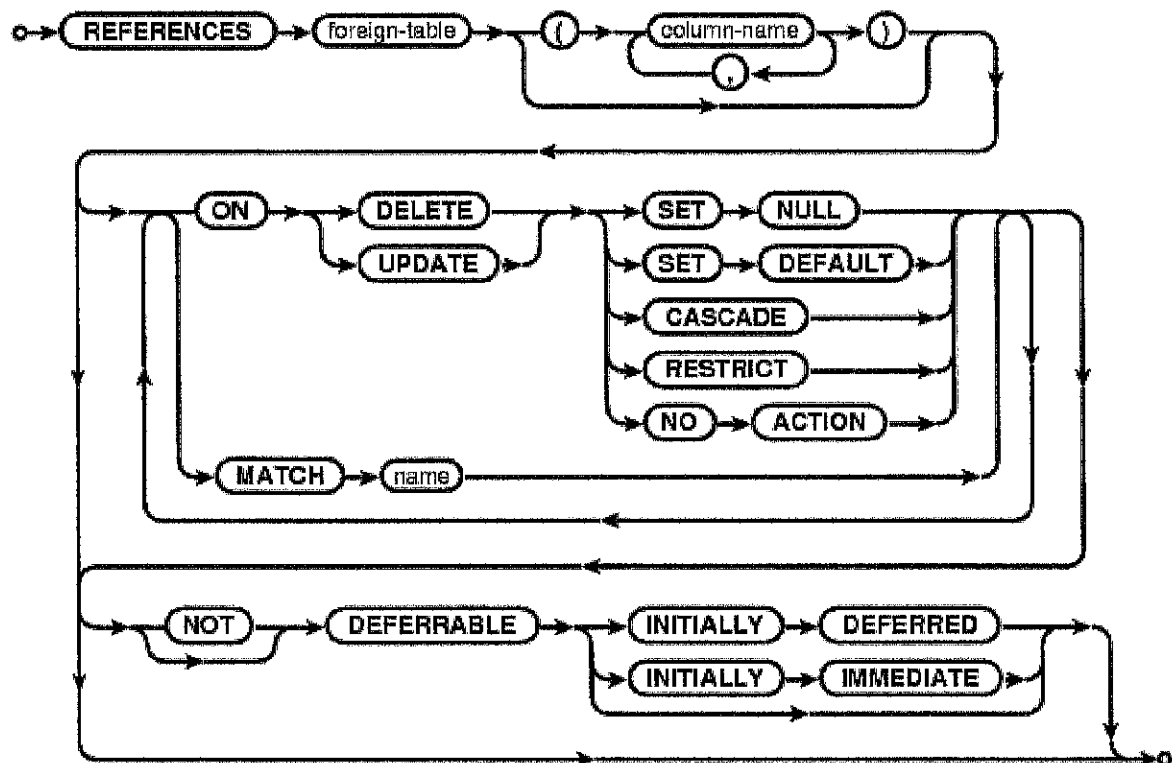 REFERENCES foreign-table ( column-name )
,
ON DELETE SET NULL
UPDATE SET DEFAULT
CASCADE
RESTRICT
NO ACTION
MATCH name
NOT DEFERRABLE INITIALLY DEFERRED
INITIALLY IMMEDIATE